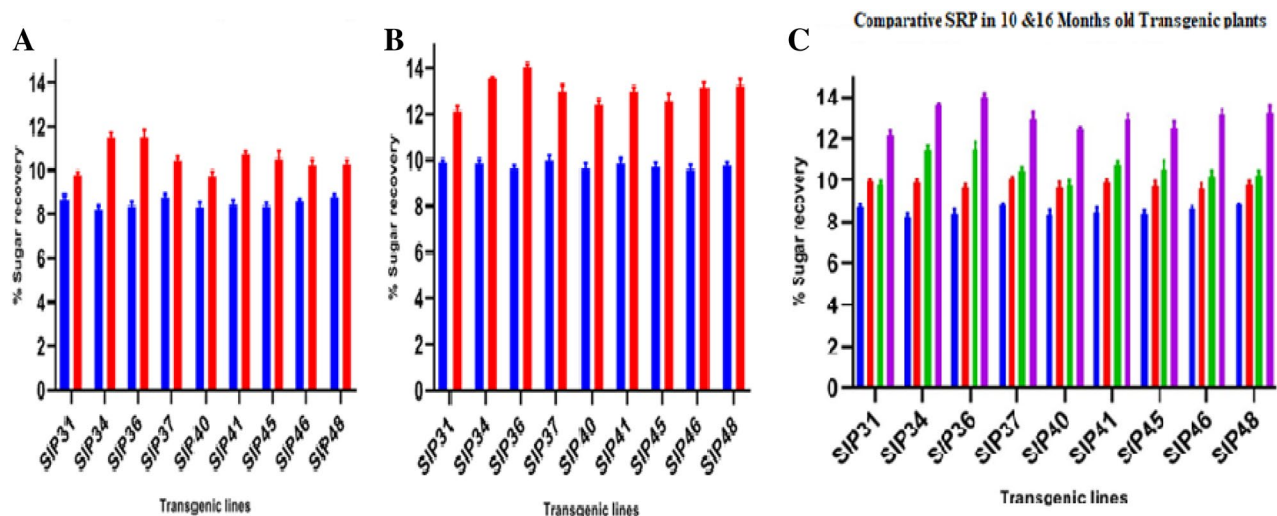 A
% Sugar recovery
14
12
10
8
6
4
2
0
SIP31
SIP34
SIP36
SIP37
SIP40
SIP41
SIP45
SIP46
SIP48
Transgenic lines
B
% Sugar recovery
14
12
10
8
6
4
2
0
SIP31
SIP34
SIP36
SIP37
SIP40
SIP41
SIP45
SIP46
SIP48
Transgenic lines
Comparative SRP in 10 &16 Months old Transgenic plants
C
% Sugar recovery
14
12
10
8
6
4
2
0
SIP31
SIP34
SIP36
SIP37
SIP40
SIP41
SIP45
SIP46
SIP48
Transgenic lines